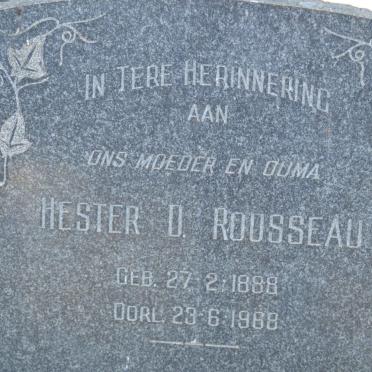 IN TERE HERINNERING
AAN
ONS MOEDER EN OUMA
HESTER D. ROUSSEAU
GEB. 27-2-1888
OORL. 23-6-1968